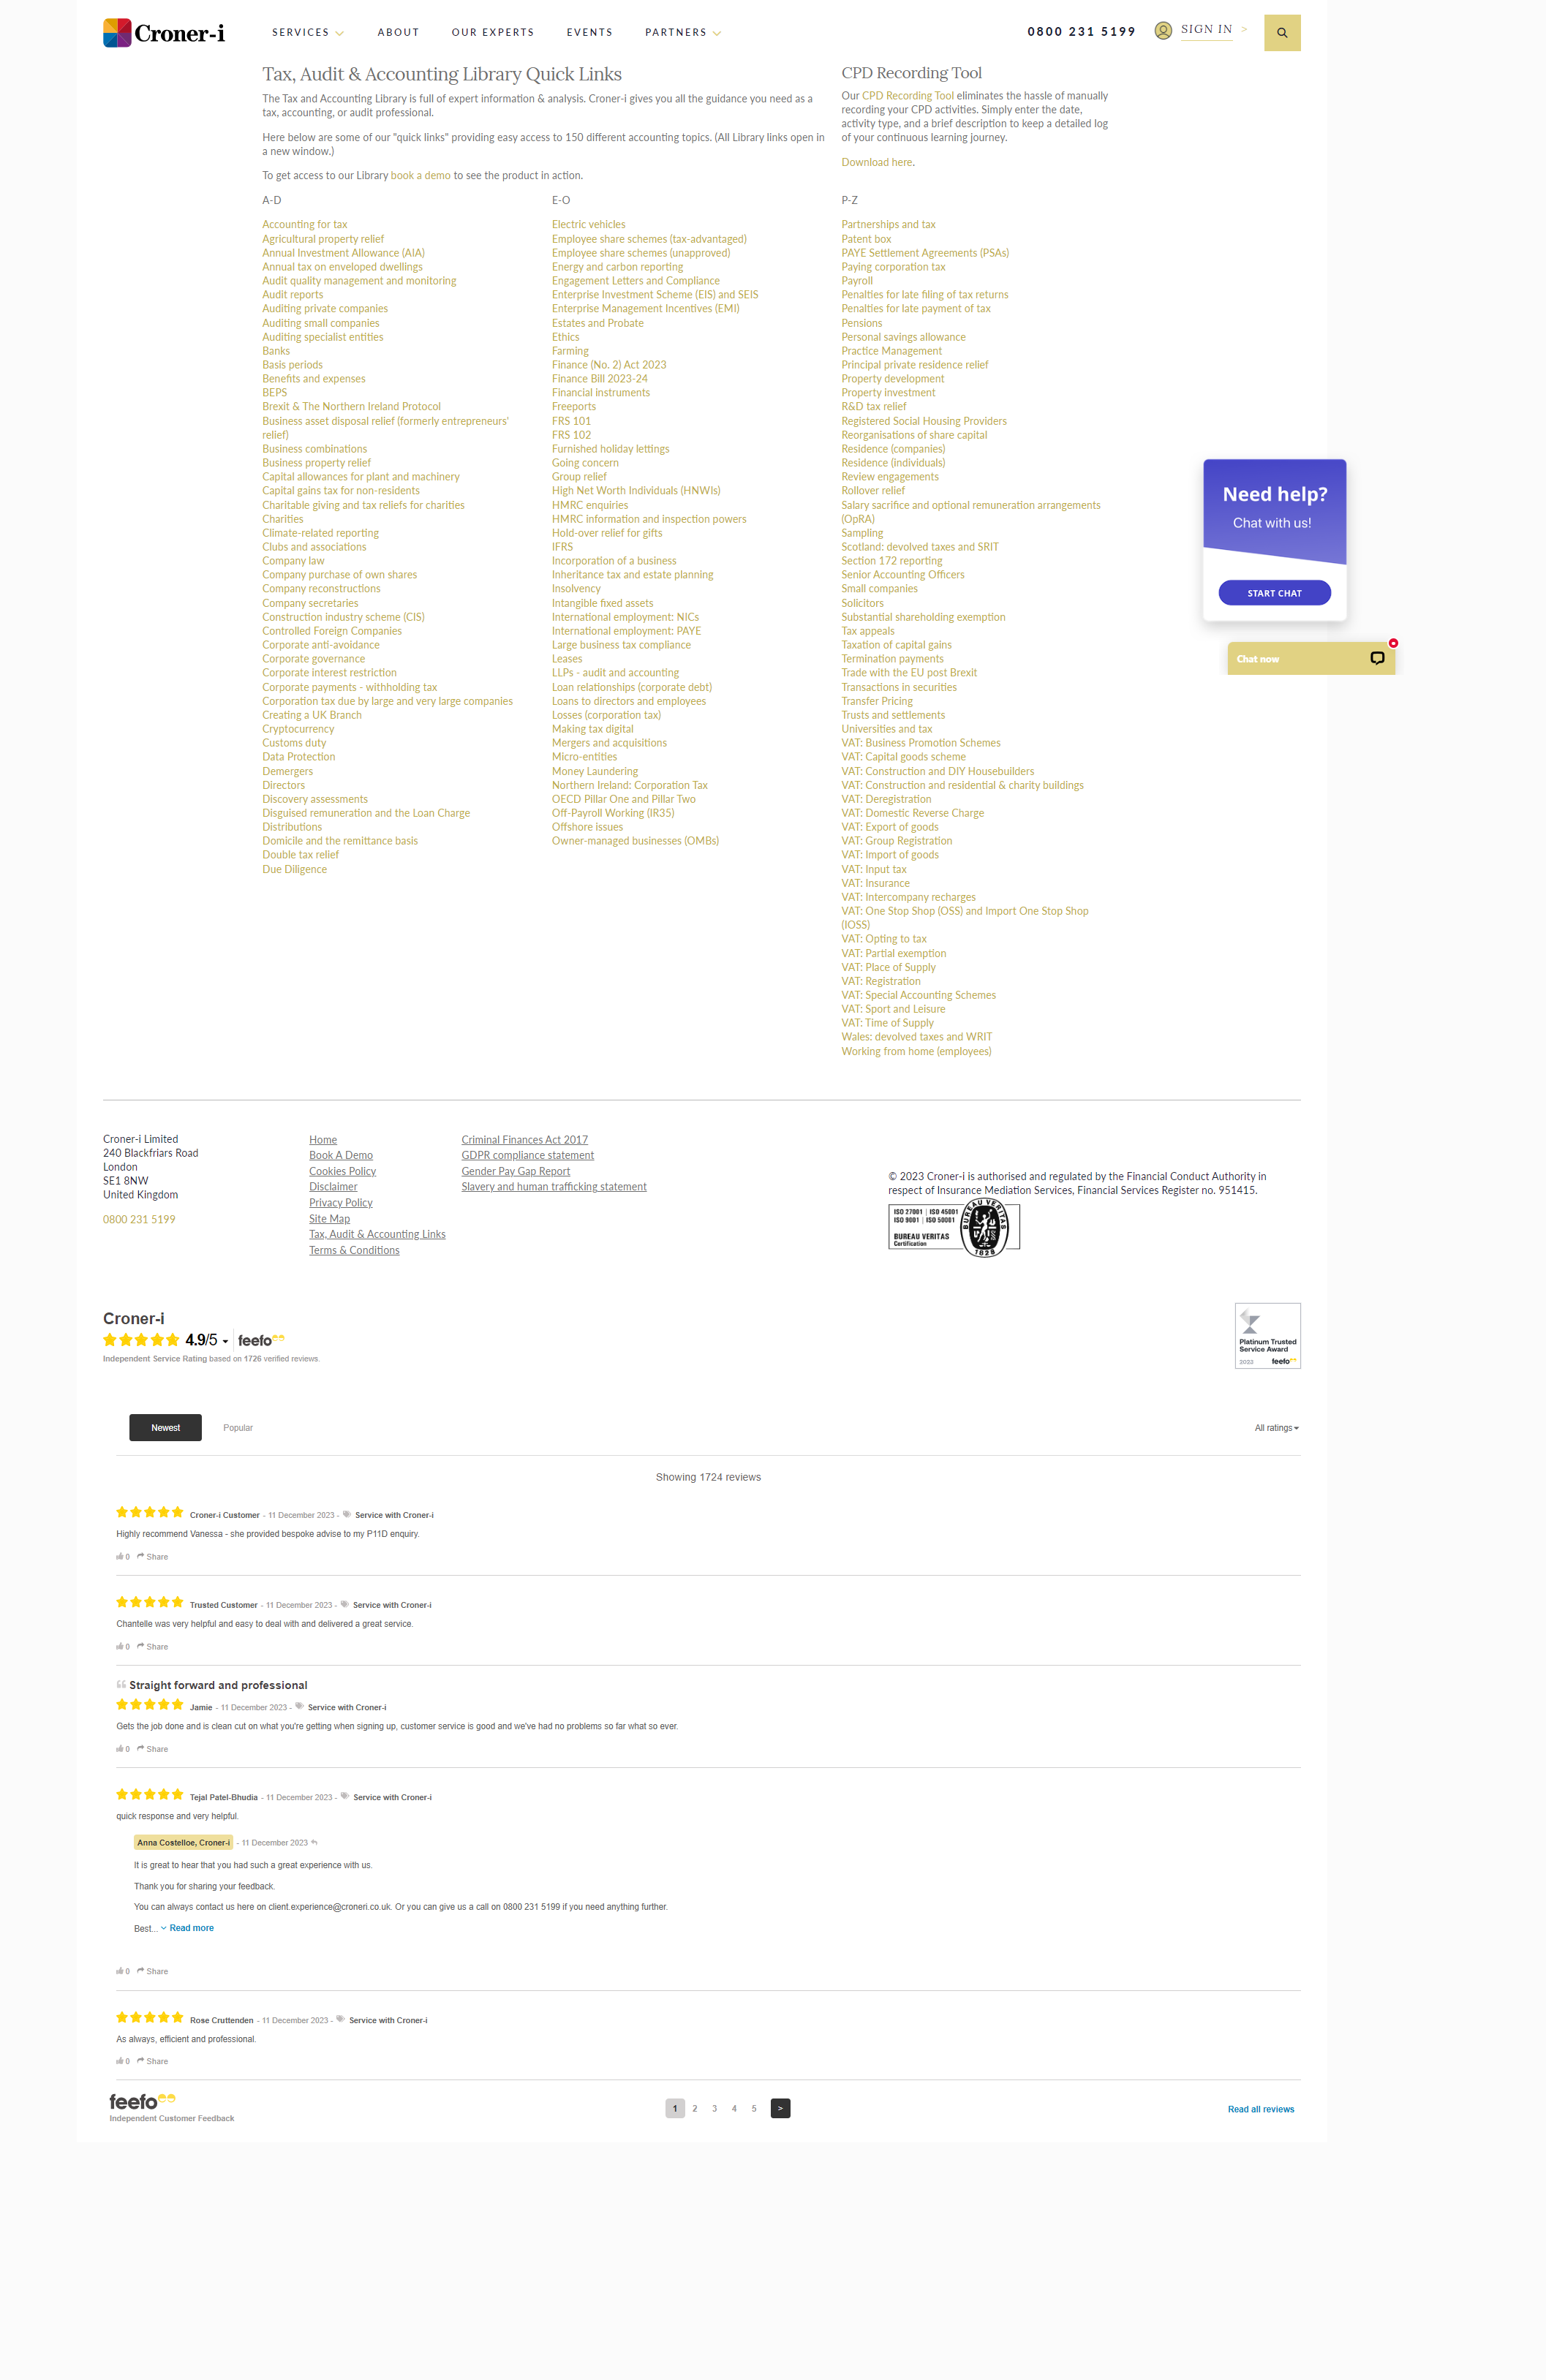 Croner-i
SERVICES
ABOUT
OUR EXPERTS
EVENTS
PARTNERS
0800 231 5199
SIGN IN >
Tax, Audit & Accounting Library Quick Links
The Tax and Accounting Library is full of expert information & analysis. Croner-i gives you all the guidance you need as a
tax, accounting, or audit professional.
Here below are some of our "quick links" providing easy access to 150 different accounting topics. (All Library links open in
a new window.)
To get access to our Library book a demo to see the product in action.
CPD Recording Tool
Our CPD Recording Tool eliminates the hassle of manually
recording your CPD activities. Simply enter the date,
activity type, and a brief description to keep a detailed log
of your continuous learning journey.
Download here.
A-D
Accounting for tax
Agricultural property relief
Annual Investment Allowance (AIA)
Annual tax on enveloped dwellings
Audit quality management and monitoring
Audit reports
Auditing private companies
Auditing small companies
Auditing specialist entities
Banks
Basis periods
Benefits and expenses
BEPS
Brexit & The Northern Ireland Protocol
Business asset disposal relief (formerly entrepreneurs'
relief)
Business combinations
Business property relief
Capital allowances for plant and machinery
Capital gains tax for non-residents
Charitable giving and tax reliefs for charities
Charities
Climate-related reporting
Clubs and associations
Company law
Company purchase of own shares
Company reconstructions
Company secretaries
Construction industry scheme (CIS)
Controlled Foreign Companies
Corporate anti-avoidance
Corporate governance
Corporate interest restriction
Corporate payments - withholding tax
Corporation tax due by large and very large companies
Creating a UK Branch
Cryptocurrency
Customs duty
Data Protection
Demergers
Directors
Discovery assessments
Disguised remuneration and the Loan Charge
Distributions
Domicile and the remittance basis
Double tax relief
Due Diligence
E-O
Electric vehicles
Employee share schemes (tax-advantaged)
Employee share schemes (unapproved)
Energy and carbon reporting
Engagement Letters and Compliance
Enterprise Investment Scheme (EIS) and SEIS
Enterprise Management Incentives (EMI)
Estates and Probate
Ethics
Farming
Finance (No. 2) Act 2023
Finance Bill 2023-24
Financial instruments
Freeports
FRS 101
FRS 102
Furnished holiday lettings
Going concern
Group relief
High Net Worth Individuals (HNWIs)
HMRC enquiries
HMRC information and inspection powers
Hold-over relief for gifts
IFRS
Incorporation of a business
Inheritance tax and estate planning
Insolvency
Intangible fixed assets
International employment: NICs
International employment: PAYE
Large business tax compliance
Leases
LLPs - audit and accounting
Loan relationships (corporate debt)
Loans to directors and employees
Losses (corporation tax)
Making tax digital
Mergers and acquisitions
Micro-entities
Money Laundering
Northern Ireland: Corporation Tax
OECD Pillar One and Pillar Two
Off-Payroll Working (IR35)
Offshore issues
Owner-managed businesses (OMBs)
P-Z
Partnerships and tax
Patent box
PAYE Settlement Agreements (PSAs)
Paying corporation tax
Payroll
Penalties for late filing of tax returns
Penalties for late payment of tax
Pensions
Personal savings allowance
Practice Management
Principal private residence relief
Property development
Property investment
R&D tax relief
Registered Social Housing Providers
Reorganisations of share capital
Residence (companies)
Residence (individuals)
Review engagements
Rollover relief
Salary sacrifice and optional remuneration arrangements
(OpRA)
Sampling
Scotland: devolved taxes and SRIT
Section 172 reporting
Senior Accounting Officers
Small companies
Solicitors
Substantial shareholding exemption
Tax appeals
Taxation of capital gains
Termination payments
Trade with the EU post Brexit
Transactions in securities
Transfer Pricing
Trusts and settlements
Universities and tax
VAT: Business Promotion Schemes
VAT: Capital goods scheme
VAT: Construction and DIY Housebuilders
VAT: Construction and residential & charity buildings
VAT: Deregistration
VAT: Domestic Reverse Charge
VAT: Export of goods
VAT: Group Registration
VAT: Import of goods
VAT: Input tax
VAT: Insurance
VAT: Intercompany recharges
VAT: One Stop Shop (OSS) and Import One Stop Shop
(IOSS)
VAT: Opting to tax
VAT: Partial exemption
VAT: Place of Supply
VAT: Registration
VAT: Special Accounting Schemes
VAT: Sport and Leisure
VAT: Time of Supply
Wales: devolved taxes and WRIT
Working from home (employees)
Need help?
Chat with us!
START CHAT
Chat now
Croner-i Limited
240 Blackfriars Road
London
SE1 8NW
United Kingdom
0800 231 5199
Home
Book A Demo
Cookies Policy
Disclaimer
Privacy Policy
Site Map
Tax, Audit & Accounting Links
Terms & Conditions
Criminal Finances Act 2017
GDPR compliance statement
Gender Pay Gap Report
Slavery and human trafficking statement
© 2023 Croner-i is authorised and regulated by the Financial Conduct Authority in
respect of Insurance Mediation Services, Financial Services Register no. 951415.
ISO 27001 | ISO 45001
ISO 9001 | ISO 50001
BUREAU VERITAS
Certification
BUREAU VERITAS
1828
Croner-i
4.9/5
feefo
Independent Service Rating based on 1726 verified reviews.
Platinum Trusted
Service Award
2023 feefo
Newest
Popular
All ratings
Showing 1724 reviews
Croner-i Customer - 11 December 2023 - Service with Croner-i
Highly recommend Vanessa - she provided bespoke advise to my P11D enquiry.
0 Share
Trusted Customer - 11 December 2023 - Service with Croner-i
Chantelle was very helpful and easy to deal with and delivered a great service.
0 Share
Straight forward and professional
Jamie - 11 December 2023 - Service with Croner-i
Gets the job done and is clean cut on what you're getting when signing up, customer service is good and we've had no problems so far what so ever.
0 Share
Tejal Patel-Bhudia - 11 December 2023 - Service with Croner-i
quick response and very helpful.
Anna Costelloe, Croner-i - 11 December 2023
It is great to hear that you had such a great experience with us.
Thank you for sharing your feedback.
You can always contact us here on client.experience@croneri.co.uk. Or you can give us a call on 0800 231 5199 if you need anything further.
Best... Read more
0 Share
Rose Cruttenden - 11 December 2023 - Service with Croner-i
As always, efficient and professional.
0 Share
feefo
Independent Customer Feedback
1 2 3 4 5 >
Read all reviews